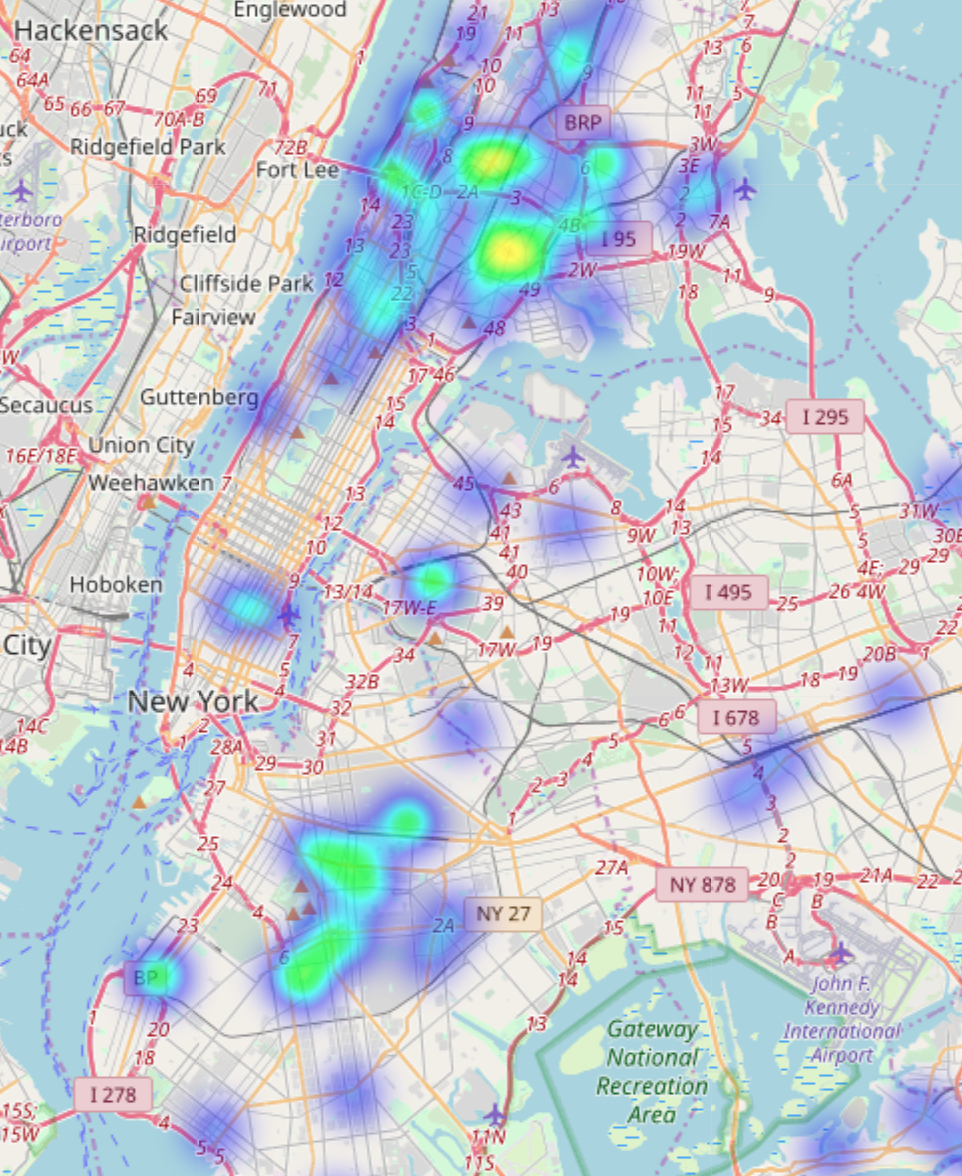 Englewood
21
13
Hackensack
19
11
13
7
7
6
64
1
10
9
64A
71
10
11
5
65
66
67
69
70A-B
11
9
BRP
Ridgefield Park
72B
8
3W
Fort Lee
6
3E
1C-D
2A
3
2
14
23
4B
2
7A
Ridgefield
13
23
I 95
19W
5
2W
11
Cliffside Park
12
22
49
18
9
Fairview
3
1
48
17
46
17
Guttenberg
15
34
I 295
Secaucus
14
15
Union City
16E/18E
14
6A
Weehawken
7
45
6
13
43
8
14
5
31W
12
41
9W
13
10
41
5
29
Hoboken
9
13/14
40
10W;
10E
I 495
25
4E;
4W
29
26
17W-E
39
19
11
22
City
7
17W
19
12
20B
1
4
5
34
11
18
19
New York
4
32B
13W
14C
2
32
6
6
I 678
14B
1
28A
31
5
5
29
30
4
4
27
2
3
3
1
2
25
27A
2
24
NY 878
20
19
21A
22
4
C
B
23
2A
NY 27
B
6
15
A
BP
14
14
John F.
Kennedy
International
Airport
1
20
13
Gateway
National
Recreation
Area
18
I 278
15S;
15W
4
5
5
11N
11S